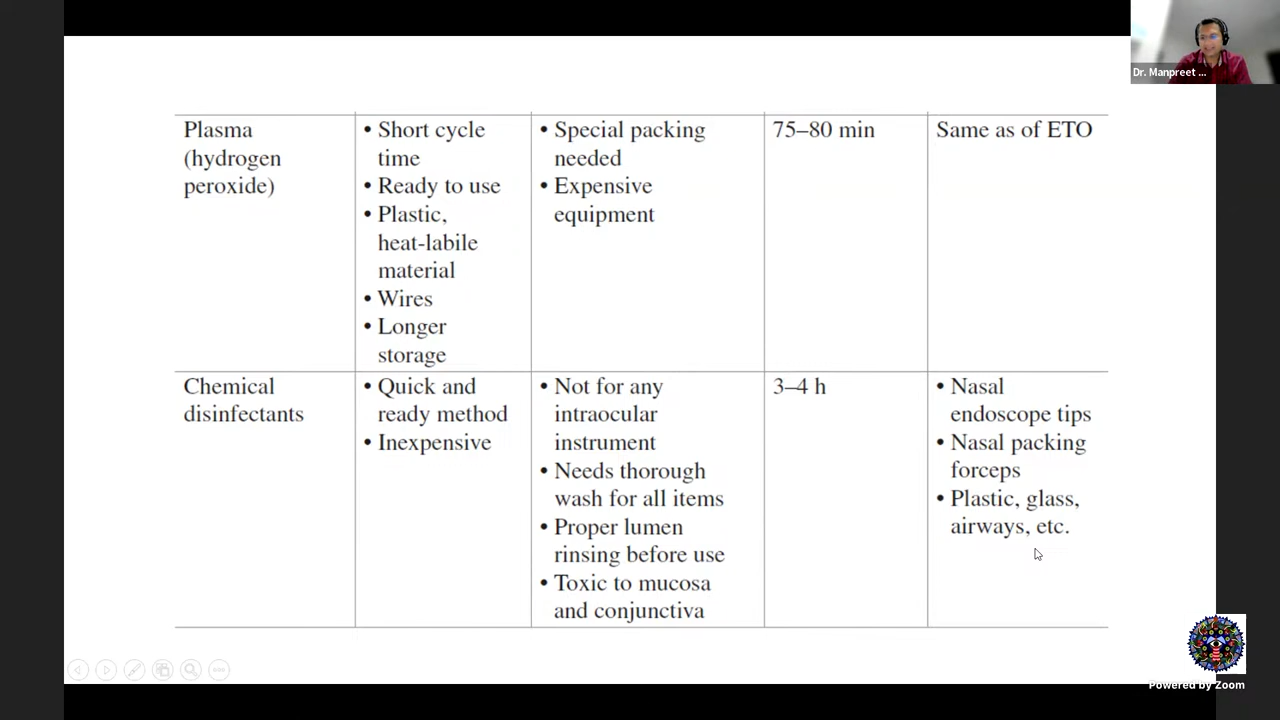 Dr. Manpreet ...
Plasma
(hydrogen
peroxide)
• Short cycle
time
• Ready to use
• Plastic,
heat-labile
material
• Wires
• Longer
storage
• Special packing
needed
• Expensive
equipment
75–80 min
Same as of ETO
Chemical
disinfectants
• Quick and
ready method
• Inexpensive
• Not for any
intraocular
instrument
• Needs thorough
wash for all items
• Proper lumen
rinsing before use
• Toxic to mucosa
and conjunctiva
3–4 h
• Nasal
endoscope tips
• Nasal packing
forceps
• Plastic, glass,
airways, etc.
Powered by Zoom